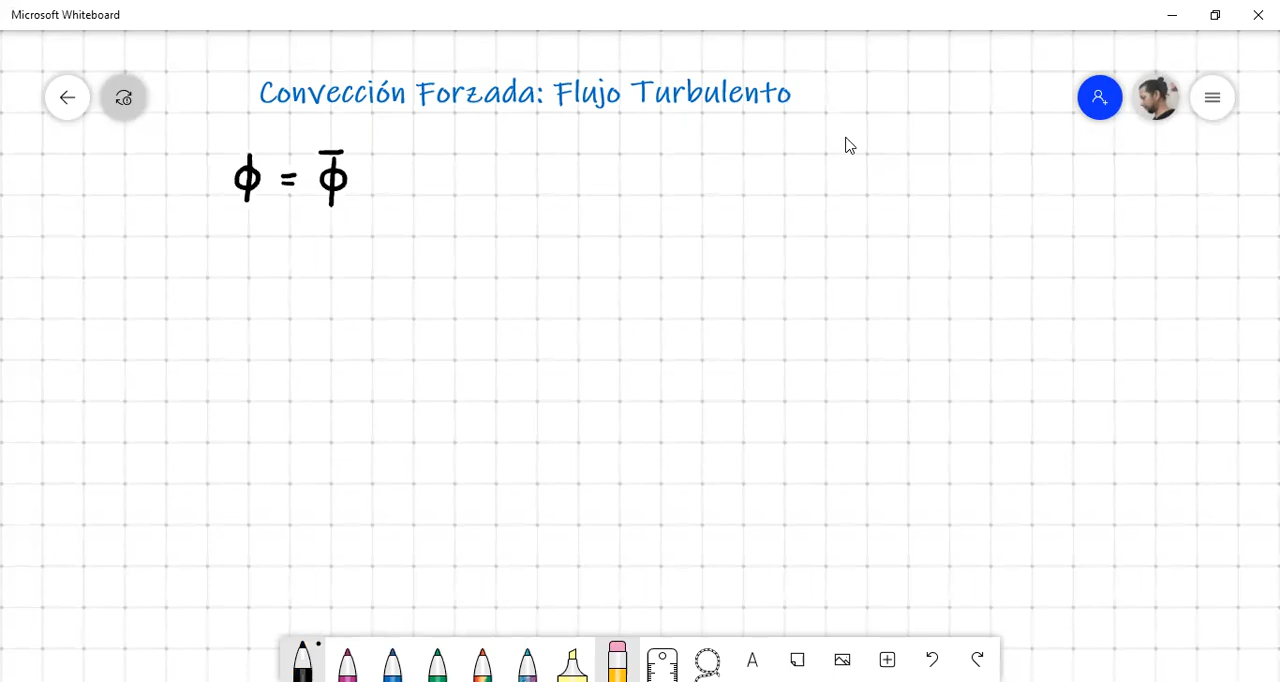 Microsoft Whiteboard
Convección Forzada: Flujo Turbulento
ϕ = ϕ̅
A